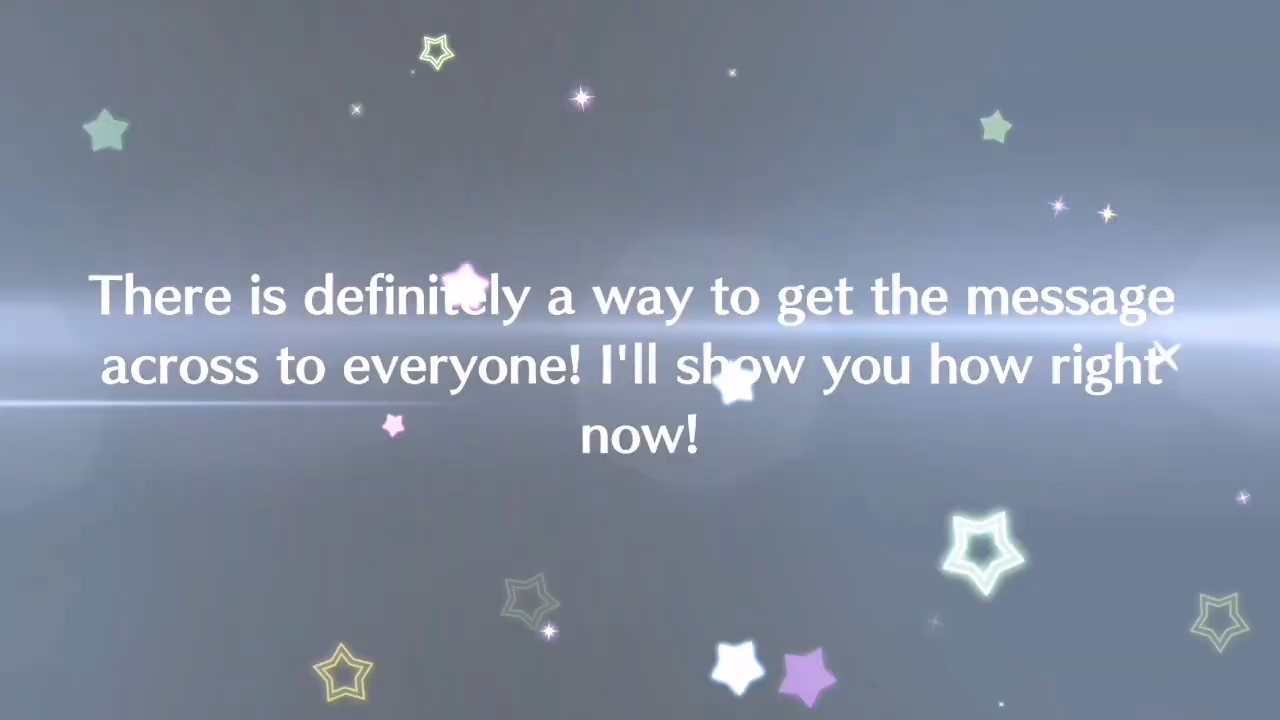 There is definitely a way to get the message
across to everyone! I'll show you how right
now!